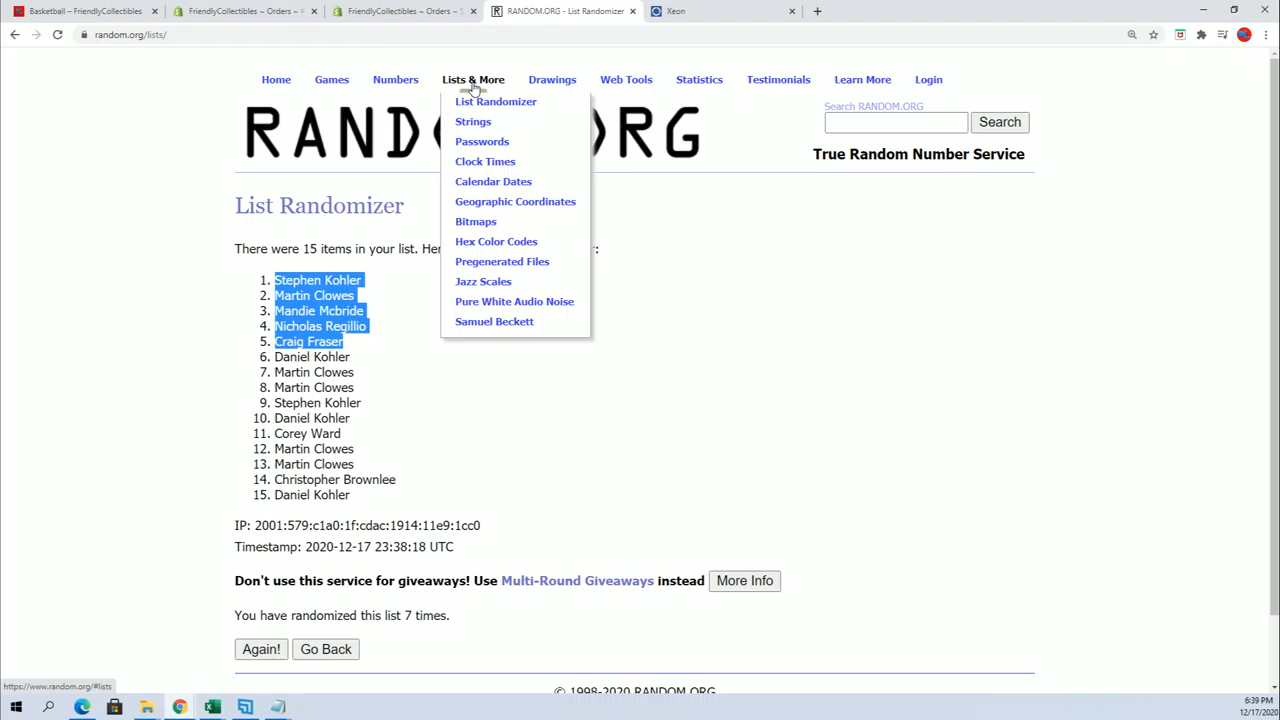 Basketball – FriendlyCollectibles
FriendlyCollectibles ~ Orders ~ #
FriendlyCollectibles ~ Orders ~ S
RANDOM.ORG - List Randomizer
Xeon
random.org/lists/
Home Games Numbers Lists & More Drawings Web Tools Statistics Testimonials Learn More Login
List Randomizer
Strings
Passwords
Clock Times
Calendar Dates
Geographic Coordinates
Bitmaps
Hex Color Codes
Pregenerated Files
Jazz Scales
Pure White Audio Noise
Samuel Beckett
Search RANDOM.ORG
Search
True Random Number Service
List Randomizer
There were 15 items in your list. Her
1. Stephen Kohler
2. Martin Clowes
3. Mandie Mcbride
4. Nicholas Regillio
5. Craig Fraser
6. Daniel Kohler
7. Martin Clowes
8. Martin Clowes
9. Stephen Kohler
10. Daniel Kohler
11. Corey Ward
12. Martin Clowes
13. Martin Clowes
14. Christopher Brownlee
15. Daniel Kohler
IP: 2001:579:c1a0:1f:cdac:1914:11e9:1cc0
Timestamp: 2020-12-17 23:38:18 UTC
Don't use this service for giveaways! Use Multi-Round Giveaways instead More Info
You have randomized this list 7 times.
Again! Go Back
© 1998-2020 RANDOM.ORG
https://www.random.org/#lists
6:39 PM
12/17/2020